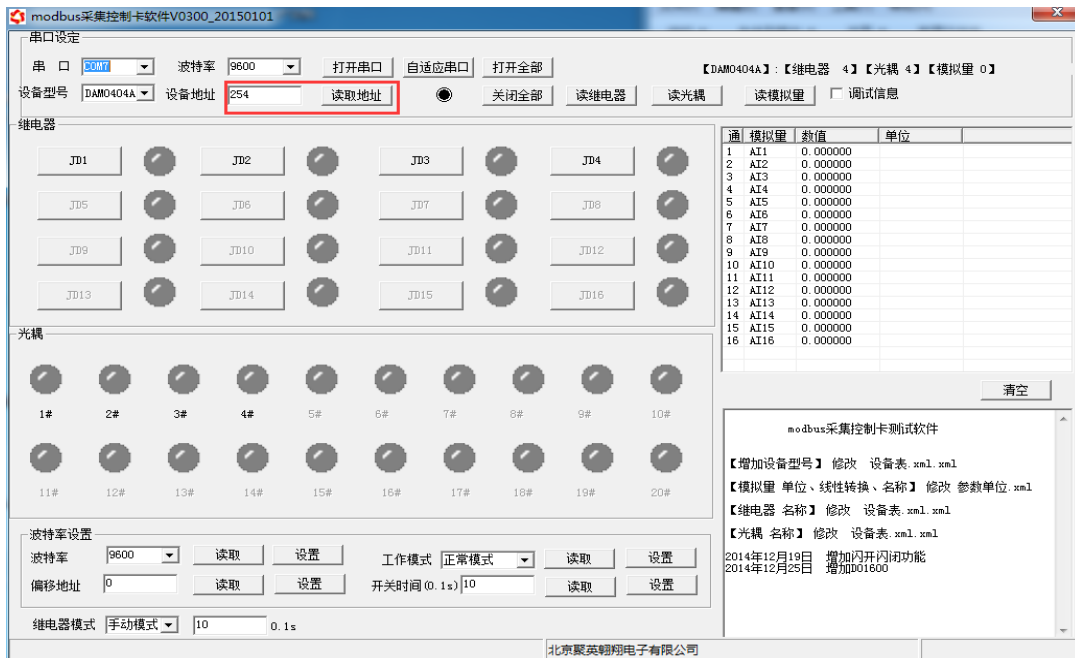 modbus采集控制卡软件V0300_20150101
串口设定
串 口 COM7 波特率 9600 打开串口 自适应串口 打开全部 【DAM0404A】:【继电器 4】【光耦 4】【模拟量 0】
设备型号 DAM0404A 设备地址 254 读取地址 关闭全部 读继电器 读光耦 读模拟量 调试信息
继电器
JD1 JD2 JD3 JD4
JD5 JD6 JD7 JD8
JD9 JD10 JD11 JD12
JD13 JD14 JD15 JD16
通 模拟量 数值 单位
1 AI1 0.000000
2 AI2 0.000000
3 AI3 0.000000
4 AI4 0.000000
5 AI5 0.000000
6 AI6 0.000000
7 AI7 0.000000
8 AI8 0.000000
9 AI9 0.000000
10 AI10 0.000000
11 AI11 0.000000
12 AI12 0.000000
13 AI13 0.000000
14 AI14 0.000000
15 AI15 0.000000
16 AI16 0.000000
清空
光耦
1# 2# 3# 4# 5# 6# 7# 8# 9# 10#
11# 12# 13# 14# 15# 16# 17# 18# 19# 20#
modbus采集控制卡测试软件
【增加设备型号】 修改 设备表.xml.xml
【模拟量 单位、线性转换、名称】 修改 参数单位.xml
【继电器 名称】 修改 设备表.xml.xml
【光耦 名称】 修改 设备表.xml.xml
2014年12月19日 增加闪开闪闭功能
2014年12月25日 增加DO1600
波特率设置
波特率 9600 读取 设置 工作模式 正常模式 读取 设置
偏移地址 0 读取 设置 开关时间(0.1s) 10 读取 设置
继电器模式 手动模式 10 0.1s
北京聚英翱翔电子有限公司